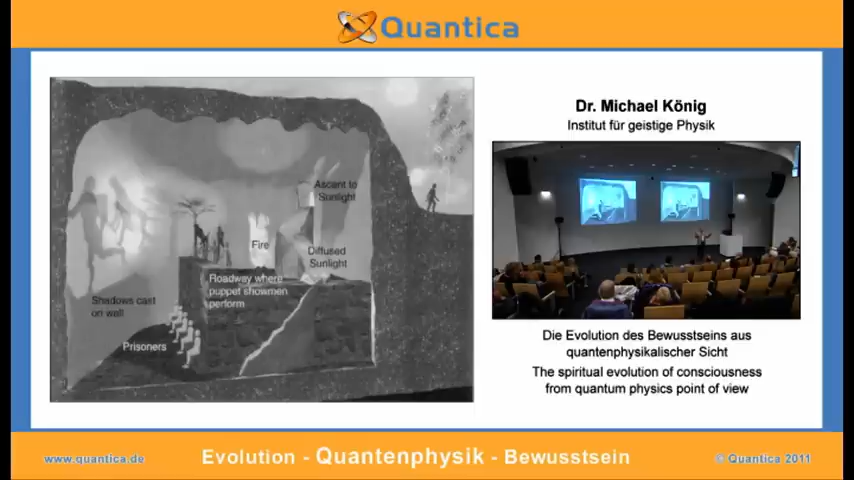 Quantica
Ascent to
Sunlight
Fire
Diffused
Sunlight
Roadway where
puppet showmen
perform
Shadows cast
on wall
Prisoners
Dr. Michael König
Institut für geistige Physik
Die Evolution des Bewusstseins aus
quantenphysikalischer Sicht
The spiritual evolution of consciousness
from quantum physics point of view
www.quantica.de
Evolution - Quantenphysik - Bewusstsein
© Quantica 2011